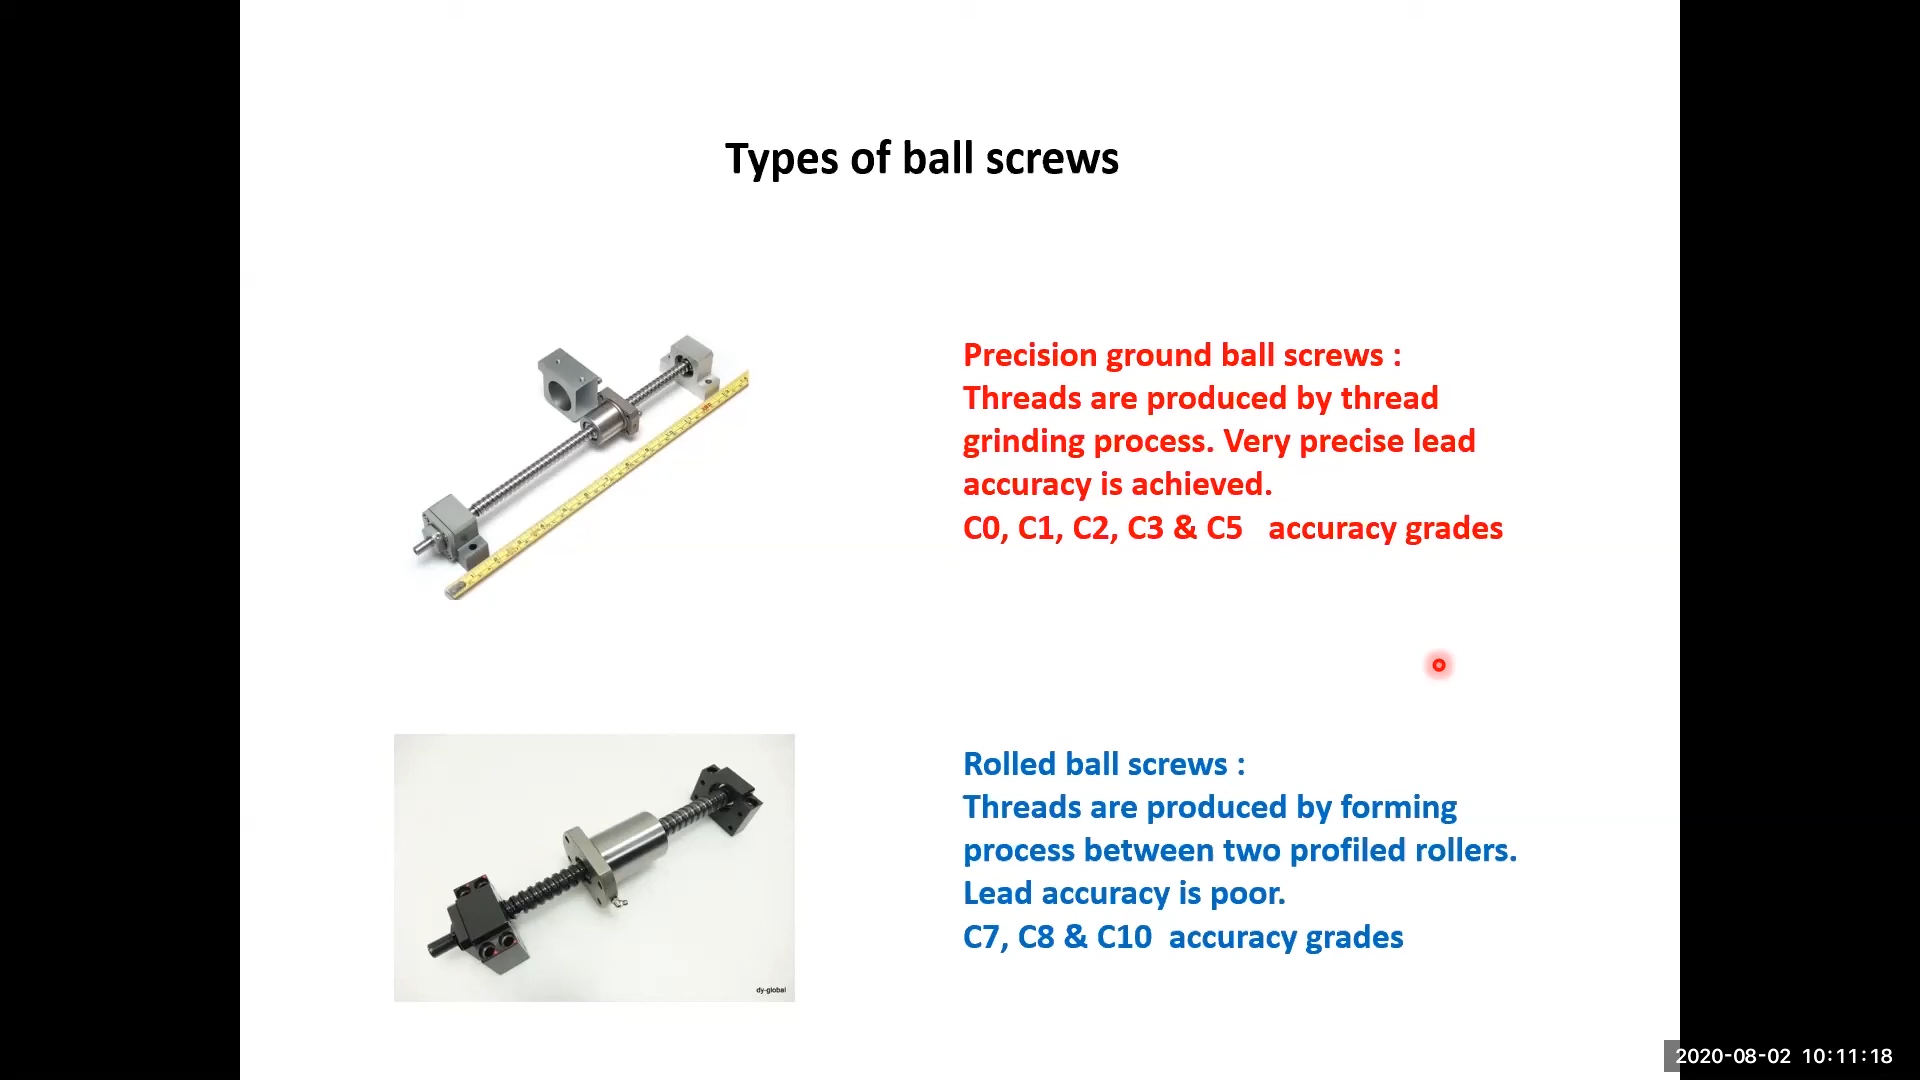 Types of ball screws
Precision ground ball screws :
Threads are produced by thread
grinding process. Very precise lead
accuracy is achieved.
C0, C1, C2, C3 & C5 accuracy grades
Rolled ball screws :
Threads are produced by forming
process between two profiled rollers.
Lead accuracy is poor.
C7, C8 & C10 accuracy grades
dy-global
2020-08-02 10:11:18